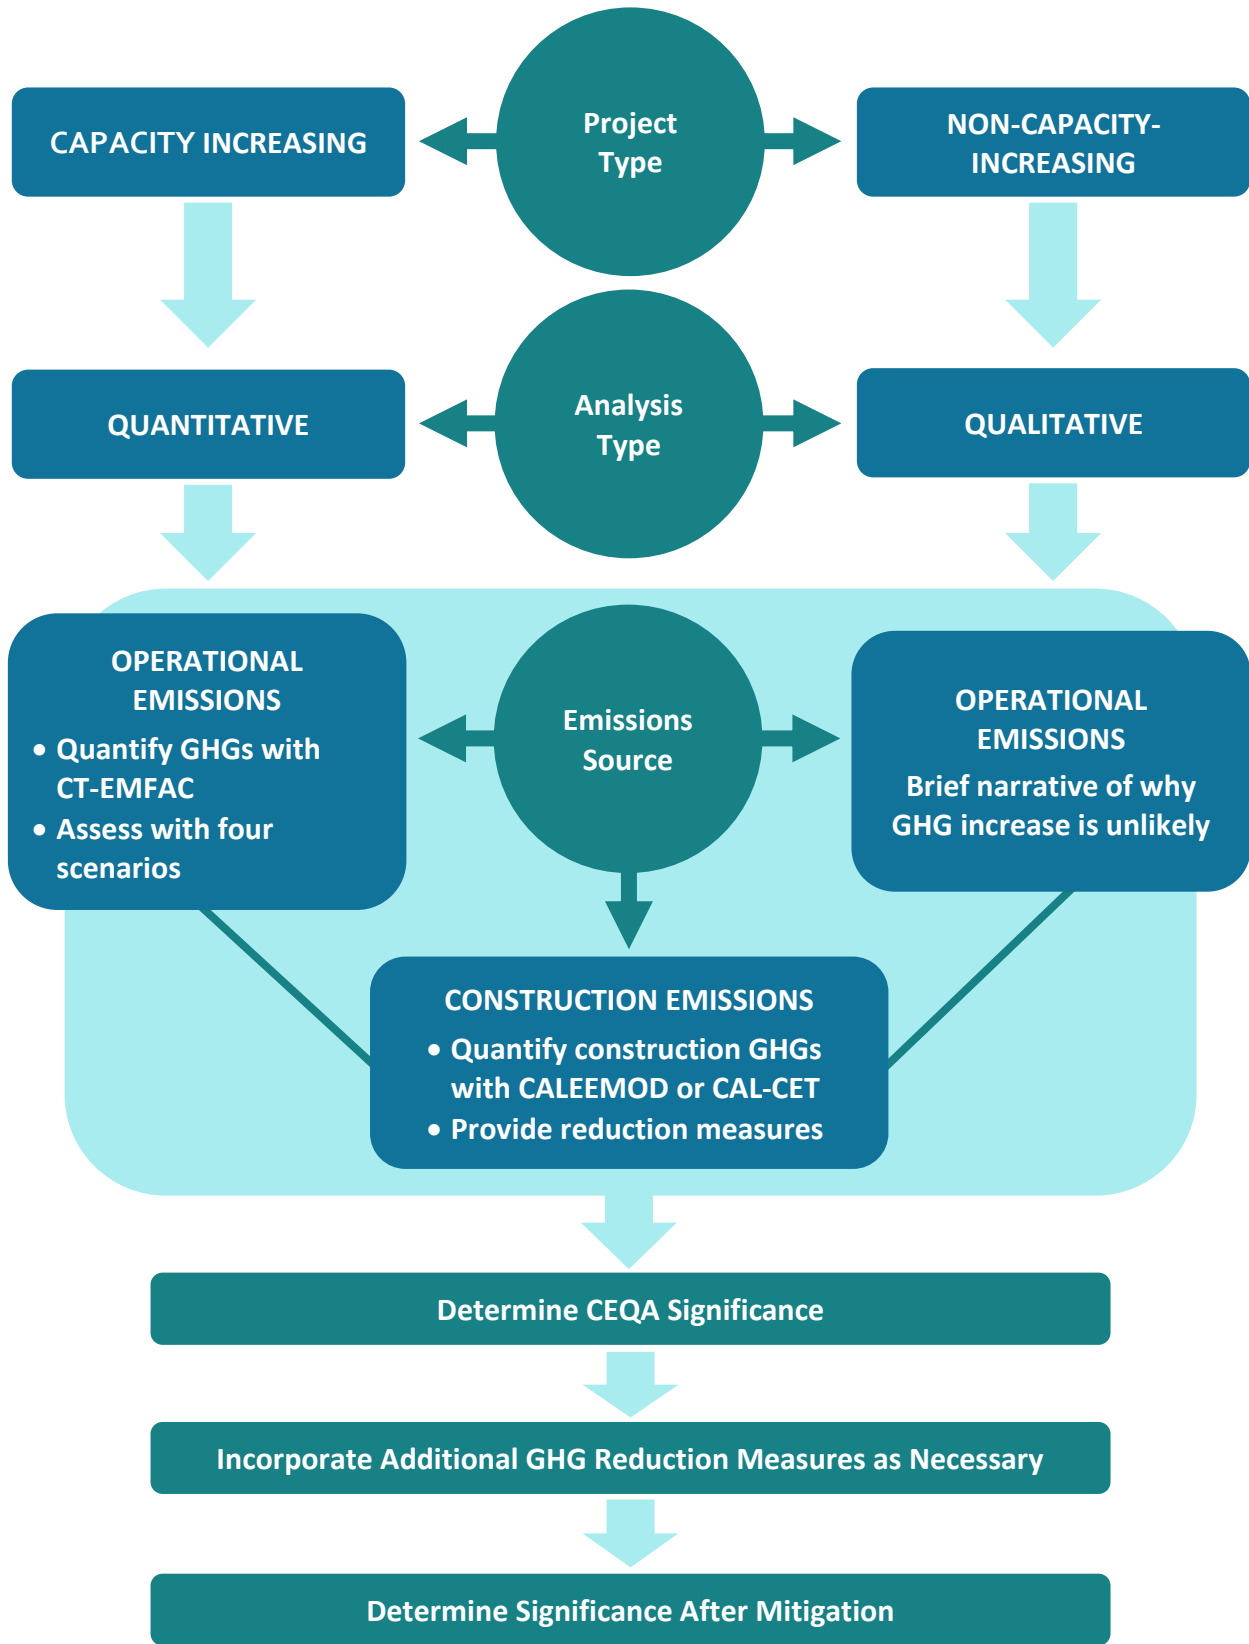 Project
Type
CAPACITY INCREASING
NON-CAPACITY-
INCREASING
Analysis
Type
QUANTITATIVE
QUALITATIVE
Emissions
Source
OPERATIONAL
EMISSIONS
• Quantify GHGs with
CT-EMFAC
• Assess with four
scenarios
OPERATIONAL
EMISSIONS
Brief narrative of why
GHG increase is unlikely
CONSTRUCTION EMISSIONS
• Quantify construction GHGs
with CALEEMOD or CAL-CET
• Provide reduction measures
Determine CEQA Significance
Incorporate Additional GHG Reduction Measures as Necessary
Determine Significance After Mitigation